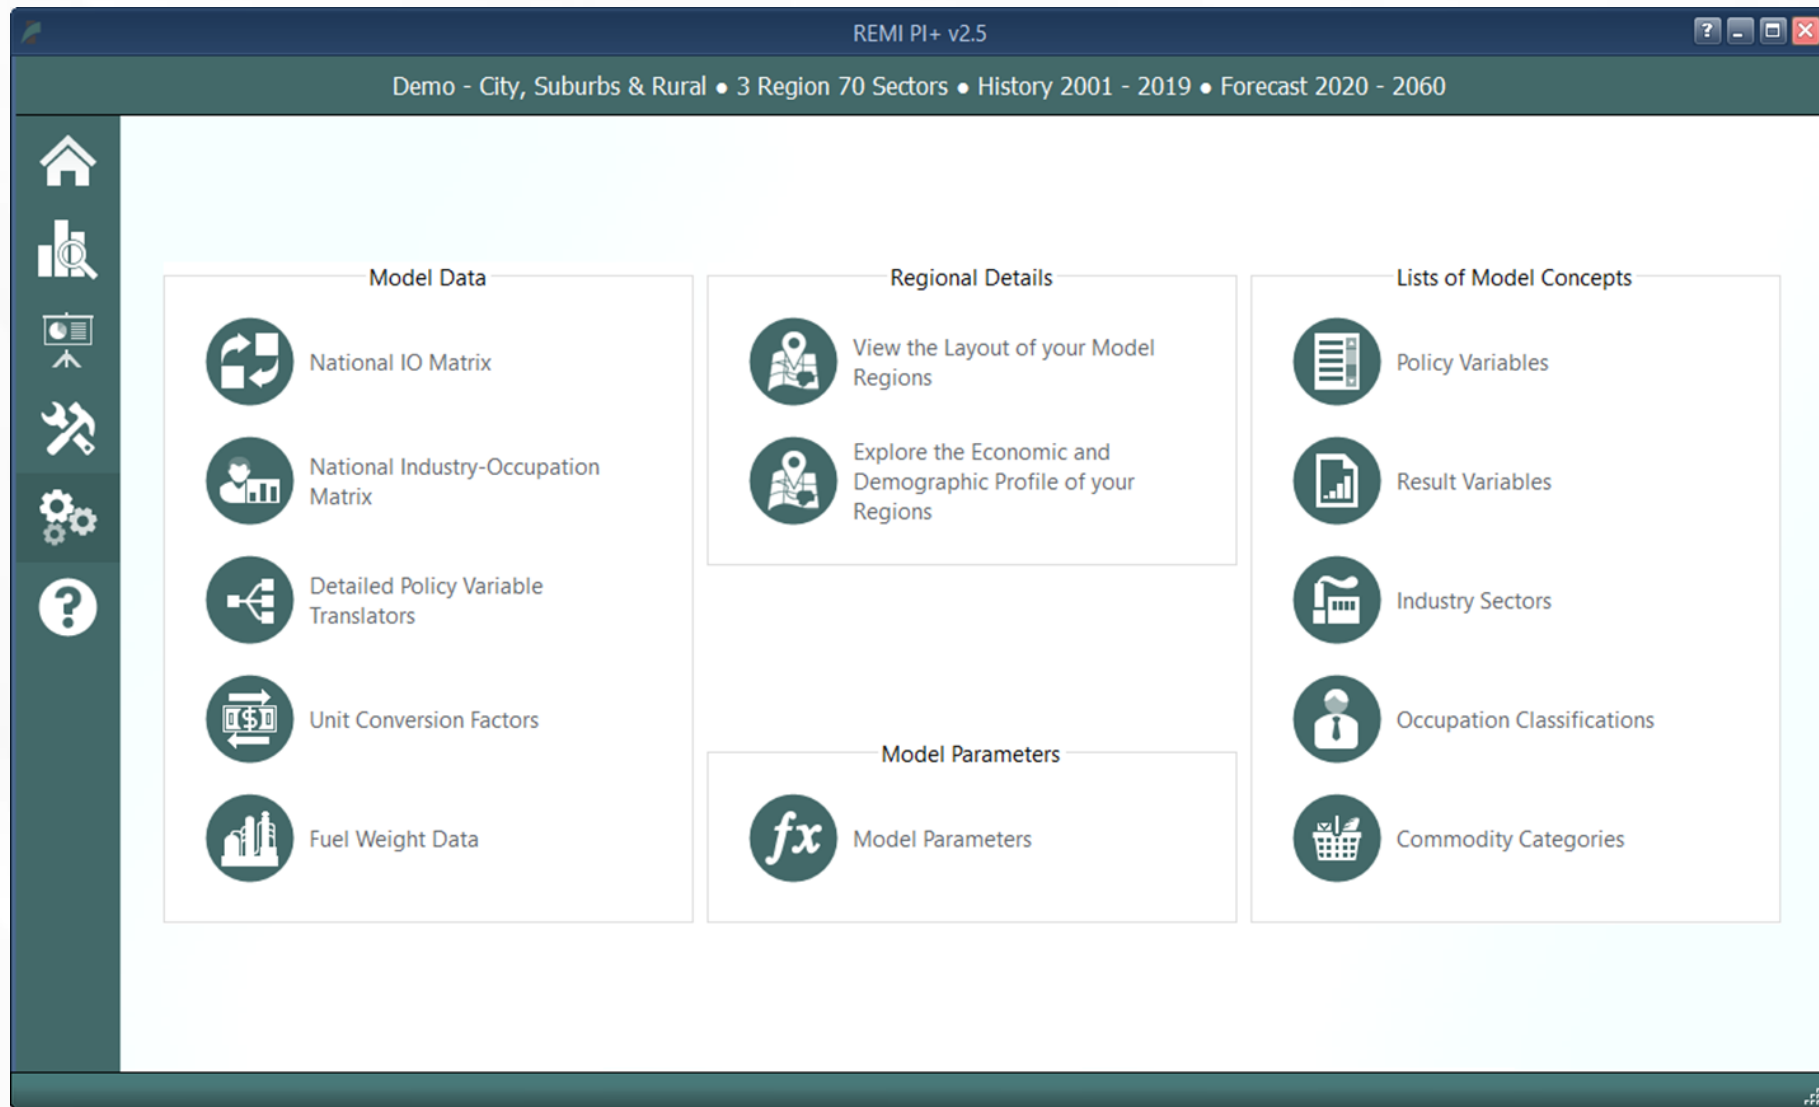 REMI PI+ v2.5
Demo - City, Suburbs & Rural ● 3 Region 70 Sectors ● History 2001 - 2019 ● Forecast 2020 - 2060
Model Data
National IO Matrix
National Industry-Occupation
Matrix
Detailed Policy Variable
Translators
Unit Conversion Factors
Fuel Weight Data
Regional Details
View the Layout of your Model
Regions
Explore the Economic and
Demographic Profile of your
Regions
Model Parameters
fx
Model Parameters
Lists of Model Concepts
Policy Variables
Result Variables
Industry Sectors
Occupation Classifications
Commodity Categories